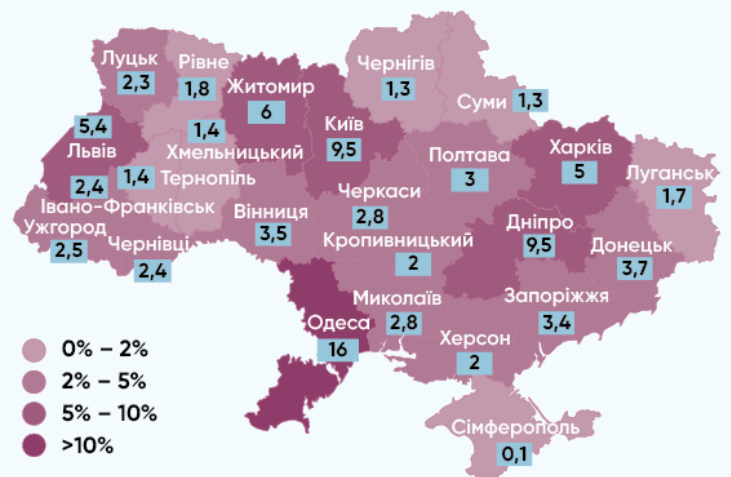 Луцьк
2,3
Рівне
1,8
Житомир
6
Київ
9,5
Чернігів
1,3
Суми 1,3
5,4
Львів
1,4
Хмельницький
2,4
1,4
Тернопіль
Івано-Франківськ
Ужгород
2,5
Чернівці
2,4
Вінниця
3,5
Черкаси
2,8
Полтава
3
Харків
5
Луганськ
1,7
Кропивницький
2
Дніпро
9,5
Донецьк
3,7
Миколаїв
2,8
Запоріжжя
3,4
Одеса
16
Херсон
2
Сімферополь
0,1
0% – 2%
2% – 5%
5% – 10%
>10%